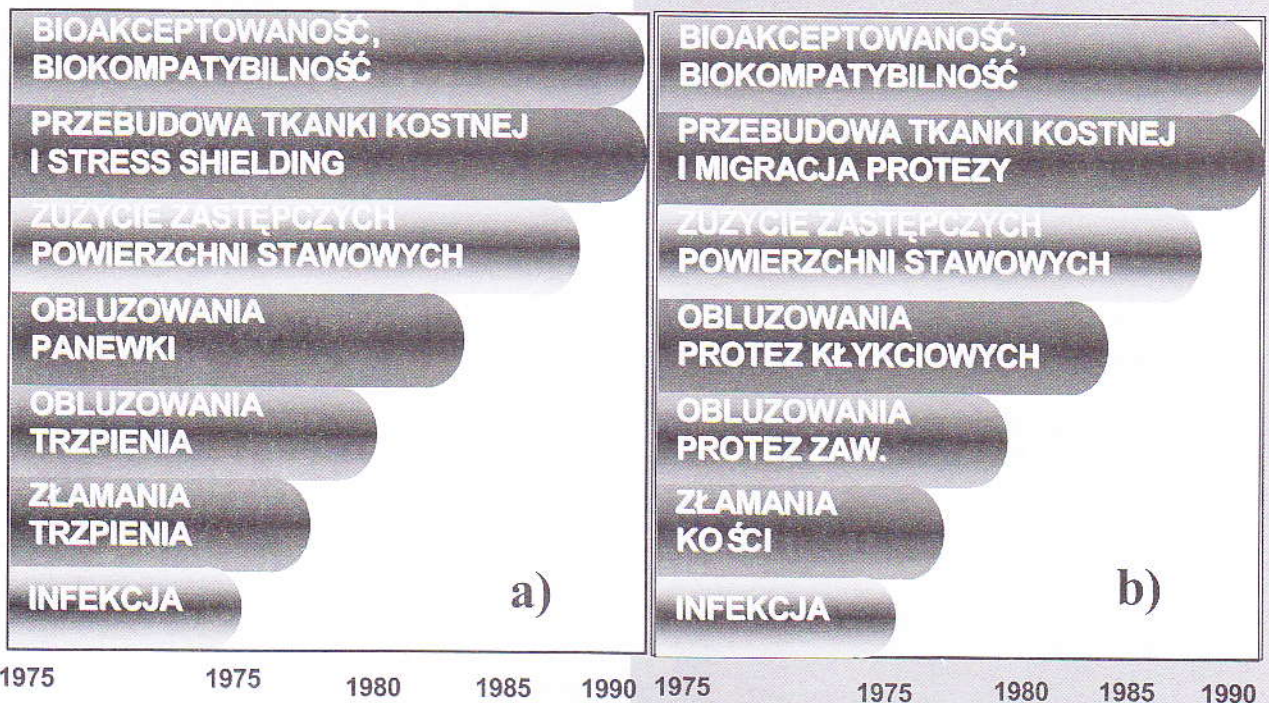 BIOAKCEPTOWANOŚĆ,
BIOKOMPATYBILNOŚĆ
PRZEBUDOWA TKANKI KOSTNEJ
I STRESS SHIELDING
ZUŻYCIE ZASTĘPCZYCH
POWIERZCHNI STAWOWYCH
OBLUZOWANIA
PANEWKI
OBLUZOWANIA
TRZPIENIA
ZŁAMANIA
TRZPIENIA
INFEKCJA
a)
1975 1975 1980 1985 1990
BIOAKCEPTOWANOŚĆ,
BIOKOMPATYBILNOŚĆ
PRZEBUDOWA TKANKI KOSTNEJ
I MIGRACJA PROTEZY
ZUŻYCIE ZASTĘPCZYCH
POWIERZCHNI STAWOWYCH
OBLUZOWANIA
PROTEZ KŁYKCIOWYCH
OBLUZOWANIA
PROTEZ ZAW.
ZŁAMANIA
KOŚCI
INFEKCJA
b)
1975 1975 1980 1985 1990